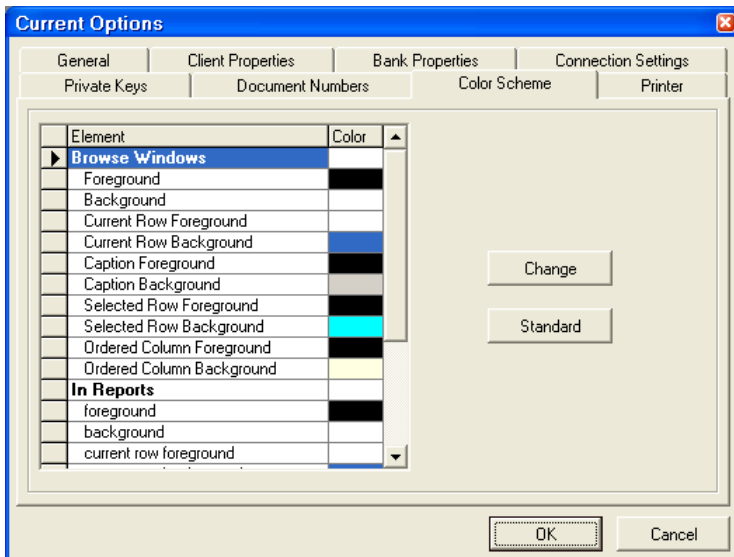 Current Options
General Client Properties Bank Properties Connection Settings
Private Keys Document Numbers Color Scheme Printer
Element Color
Browse Windows
Foreground
Background
Current Row Foreground
Current Row Background
Caption Foreground
Caption Background
Selected Row Foreground
Selected Row Background
Ordered Column Foreground
Ordered Column Background
In Reports
foreground
background
current row foreground
Change
Standard
OK Cancel